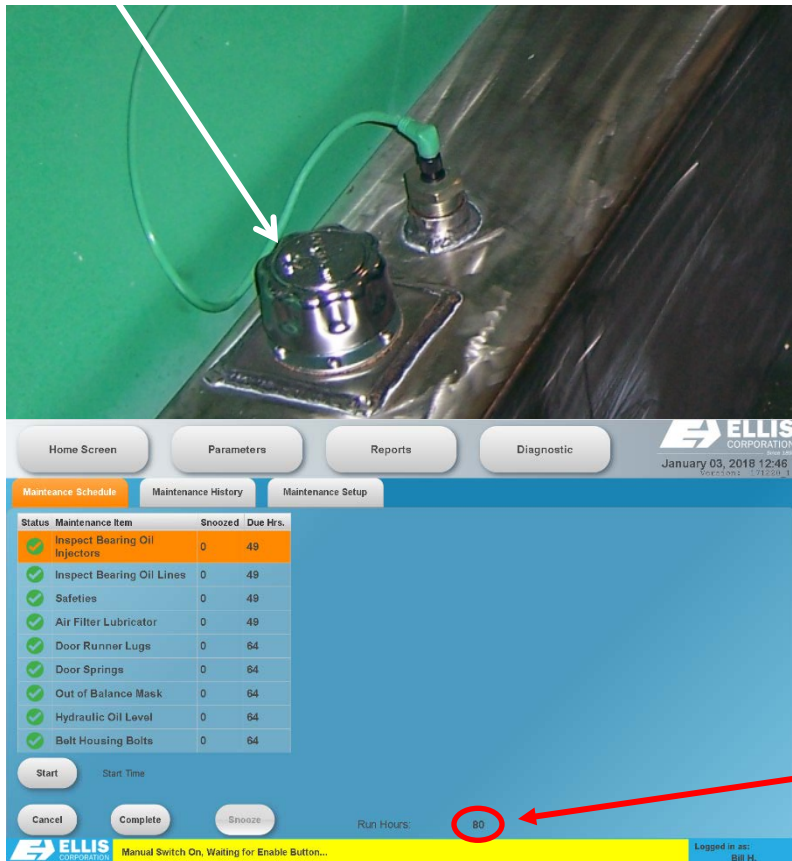 Home Screen
Parameters
Reports
Diagnostic
ELLIS
CORPORATION
January 03, 2018 12:46
Mainteance Schedule
Maintenance History
Maintenance Setup
Status Maintenance Item Snoozed Due Hrs.
Inspect Bearing Oil
Injectors 0 49
Inspect Bearing Oil Lines 0 49
Safeties 0 49
Air Filter Lubricator 0 49
Door Runner Lugs 0 64
Door Springs 0 64
Out of Balance Mask 0 64
Hydraulic Oil Level 0 64
Belt Housing Bolts 0 64
Start
Start Time
Cancel
Complete
Snooze
Run Hours: 80
ELLIS
CORPORATION
Manual Switch On, Waiting for Enable Button...
Logged in as:
Bill H.